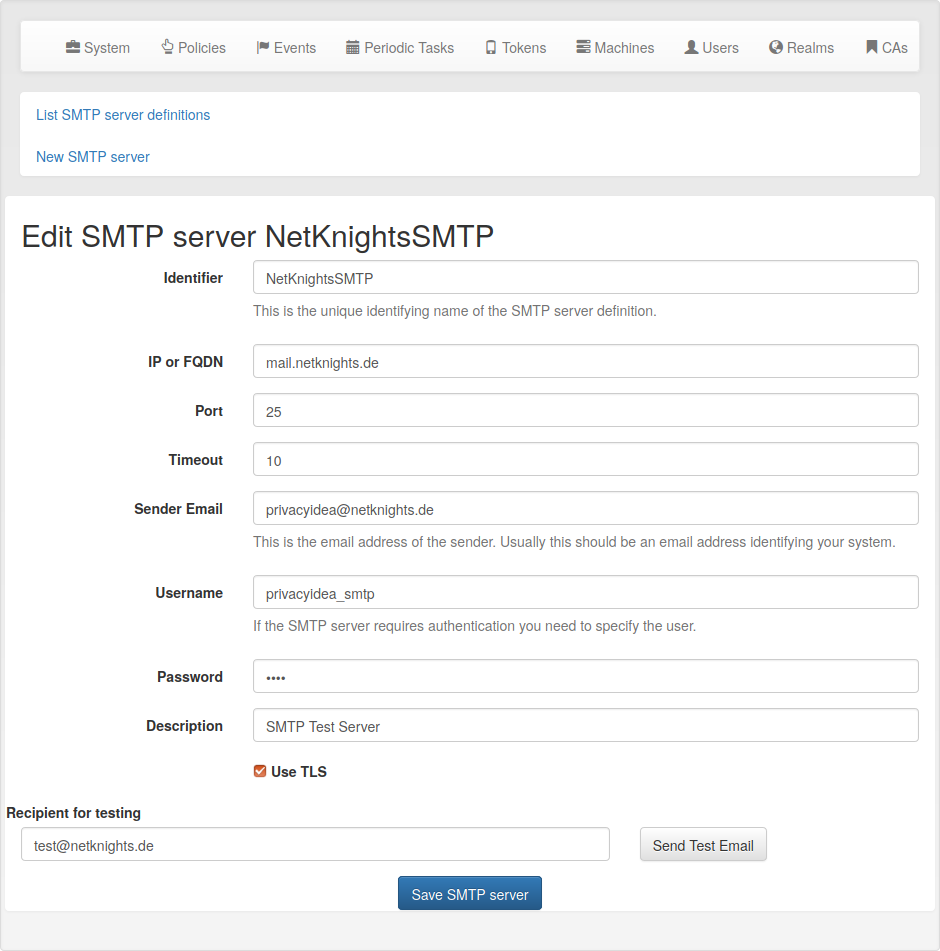 System Policies Events Periodic Tasks Tokens Machines Users Realms CAs
List SMTP server definitions
New SMTP server
Edit SMTP server NetKnightsSMTP
Identifier NetKnightsSMTP
This is the unique identifying name of the SMTP server definition.
IP or FQDN mail.netknights.de
Port 25
Timeout 10
Sender Email privacyidea@netknights.de
This is the email address of the sender. Usually this should be an email address identifying your system.
Username privacyidea_smtp
If the SMTP server requires authentication you need to specify the user.
Password ••••
Description SMTP Test Server
Use TLS
Recipient for testing
test@netknights.de Send Test Email
Save SMTP server